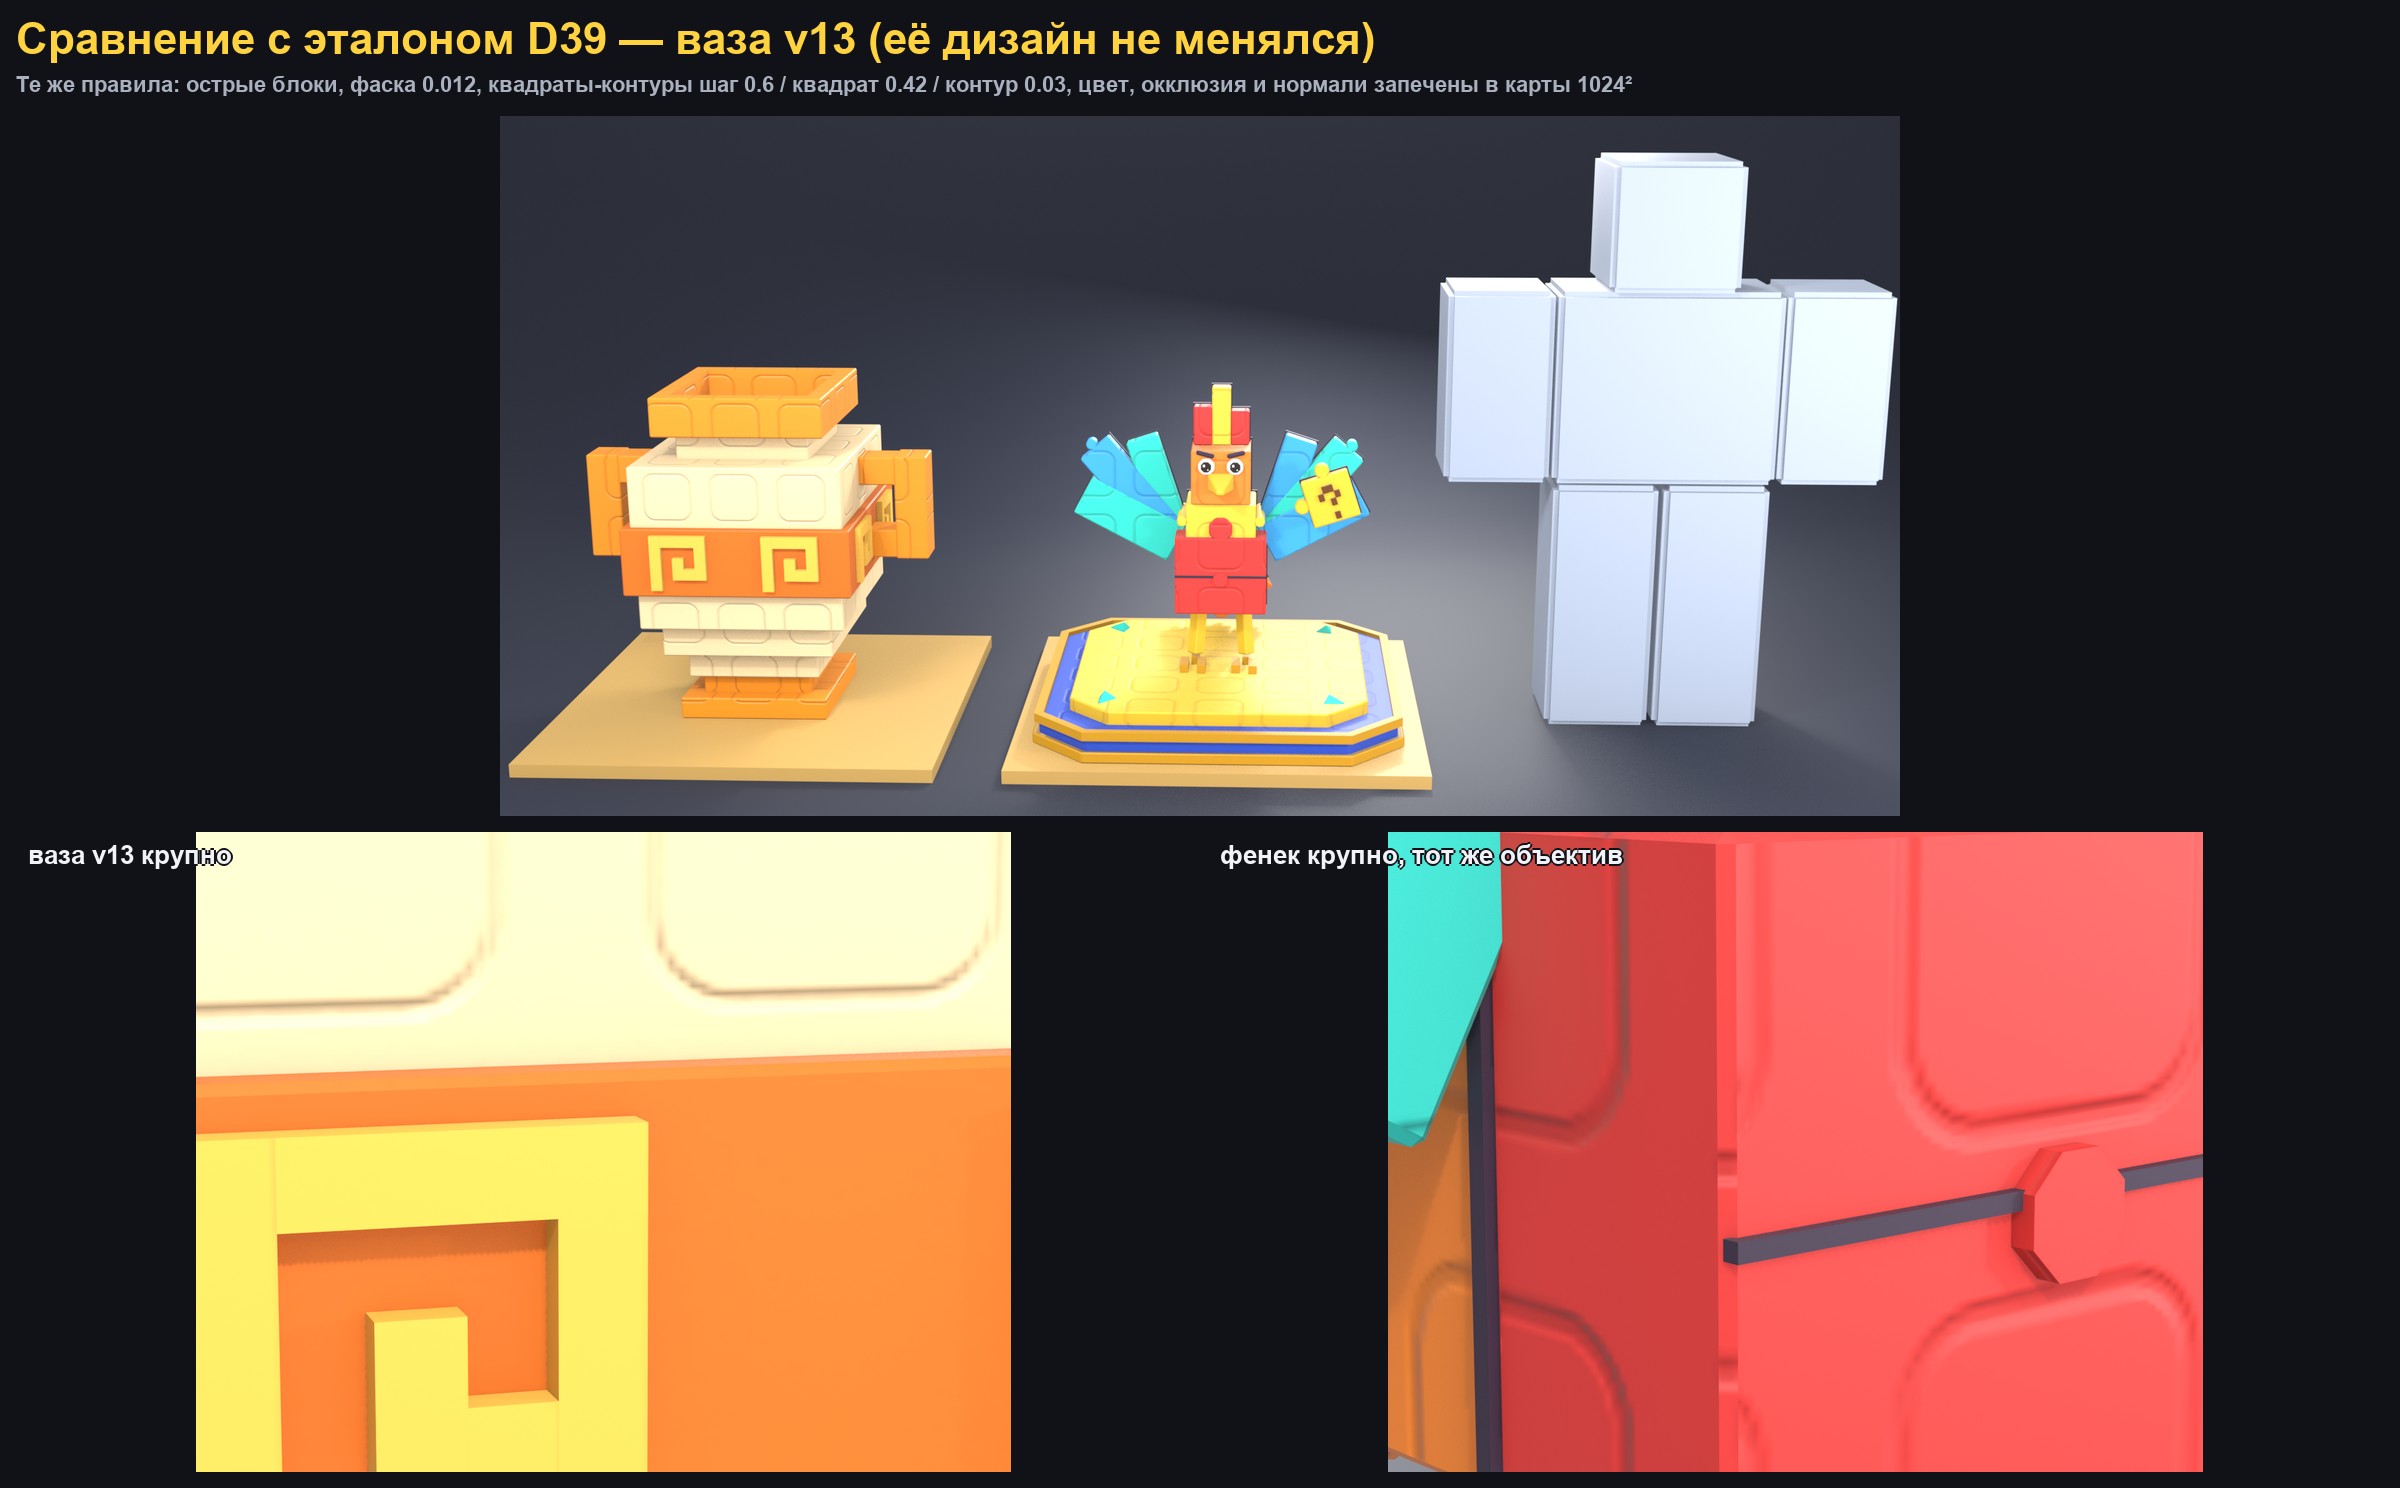 Сравнение с эталоном D39 — ваза v13 (её дизайн не менялся)
Те же правила: острые блоки, фаска 0.012, квадраты-контуры шаг 0.6 / квадрат 0.42 / контур 0.03, цвет, окклюзия и нормали запечены в карты 1024²
ваза v13 крупно
фенек крупно, тот же объектив